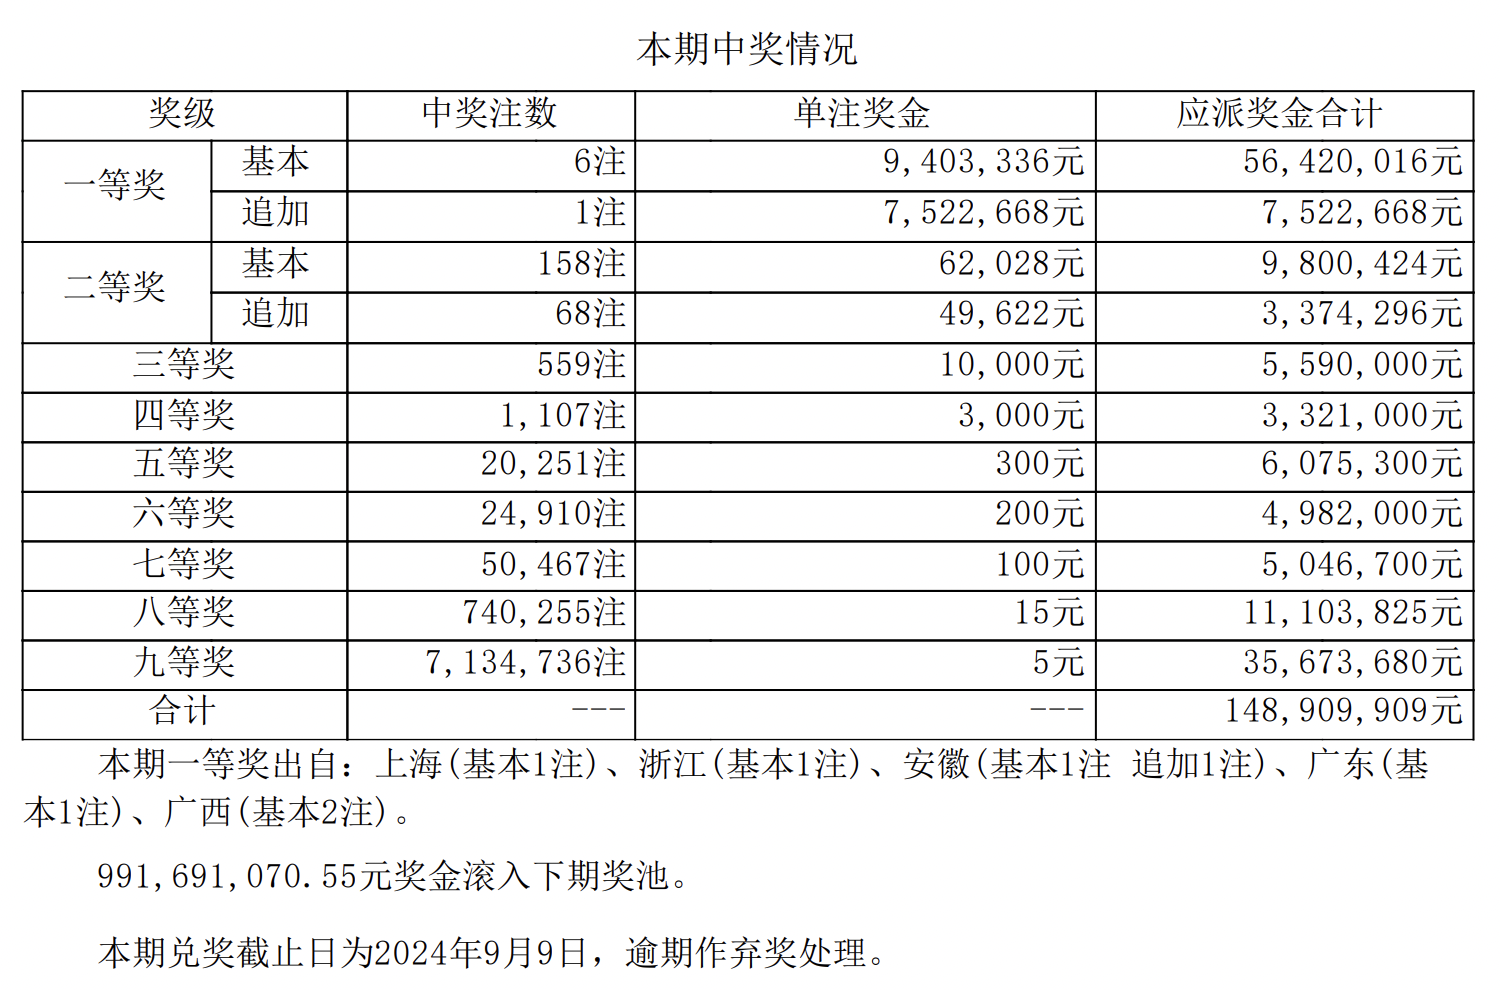 本期中奖情况
奖级 中奖注数 单注奖金 应派奖金合计
一等奖 基本 6注 9,403,336元 56,420,016元
追加 1注 7,522,668元 7,522,668元
二等奖 基本 158注 62,028元 9,800,424元
追加 68注 49,622元 3,374,296元
三等奖 559注 10,000元 5,590,000元
四等奖 1,107注 3,000元 3,321,000元
五等奖 20,251注 300元 6,075,300元
六等奖 24,910注 200元 4,982,000元
七等奖 50,467注 100元 5,046,700元
八等奖 740,255注 15元 11,103,825元
九等奖 7,134,736注 5元 35,673,680元
合计 --- --- 148,909,909元
本期一等奖出自：上海(基本1注)、浙江(基本1注)、安徽(基本1注 追加1注)、广东(基
本1注)、广西(基本2注)。
991,691,070.55元奖金滚入下期奖池。
本期兑奖截止日为2024年9月9日，逾期作弃奖处理。